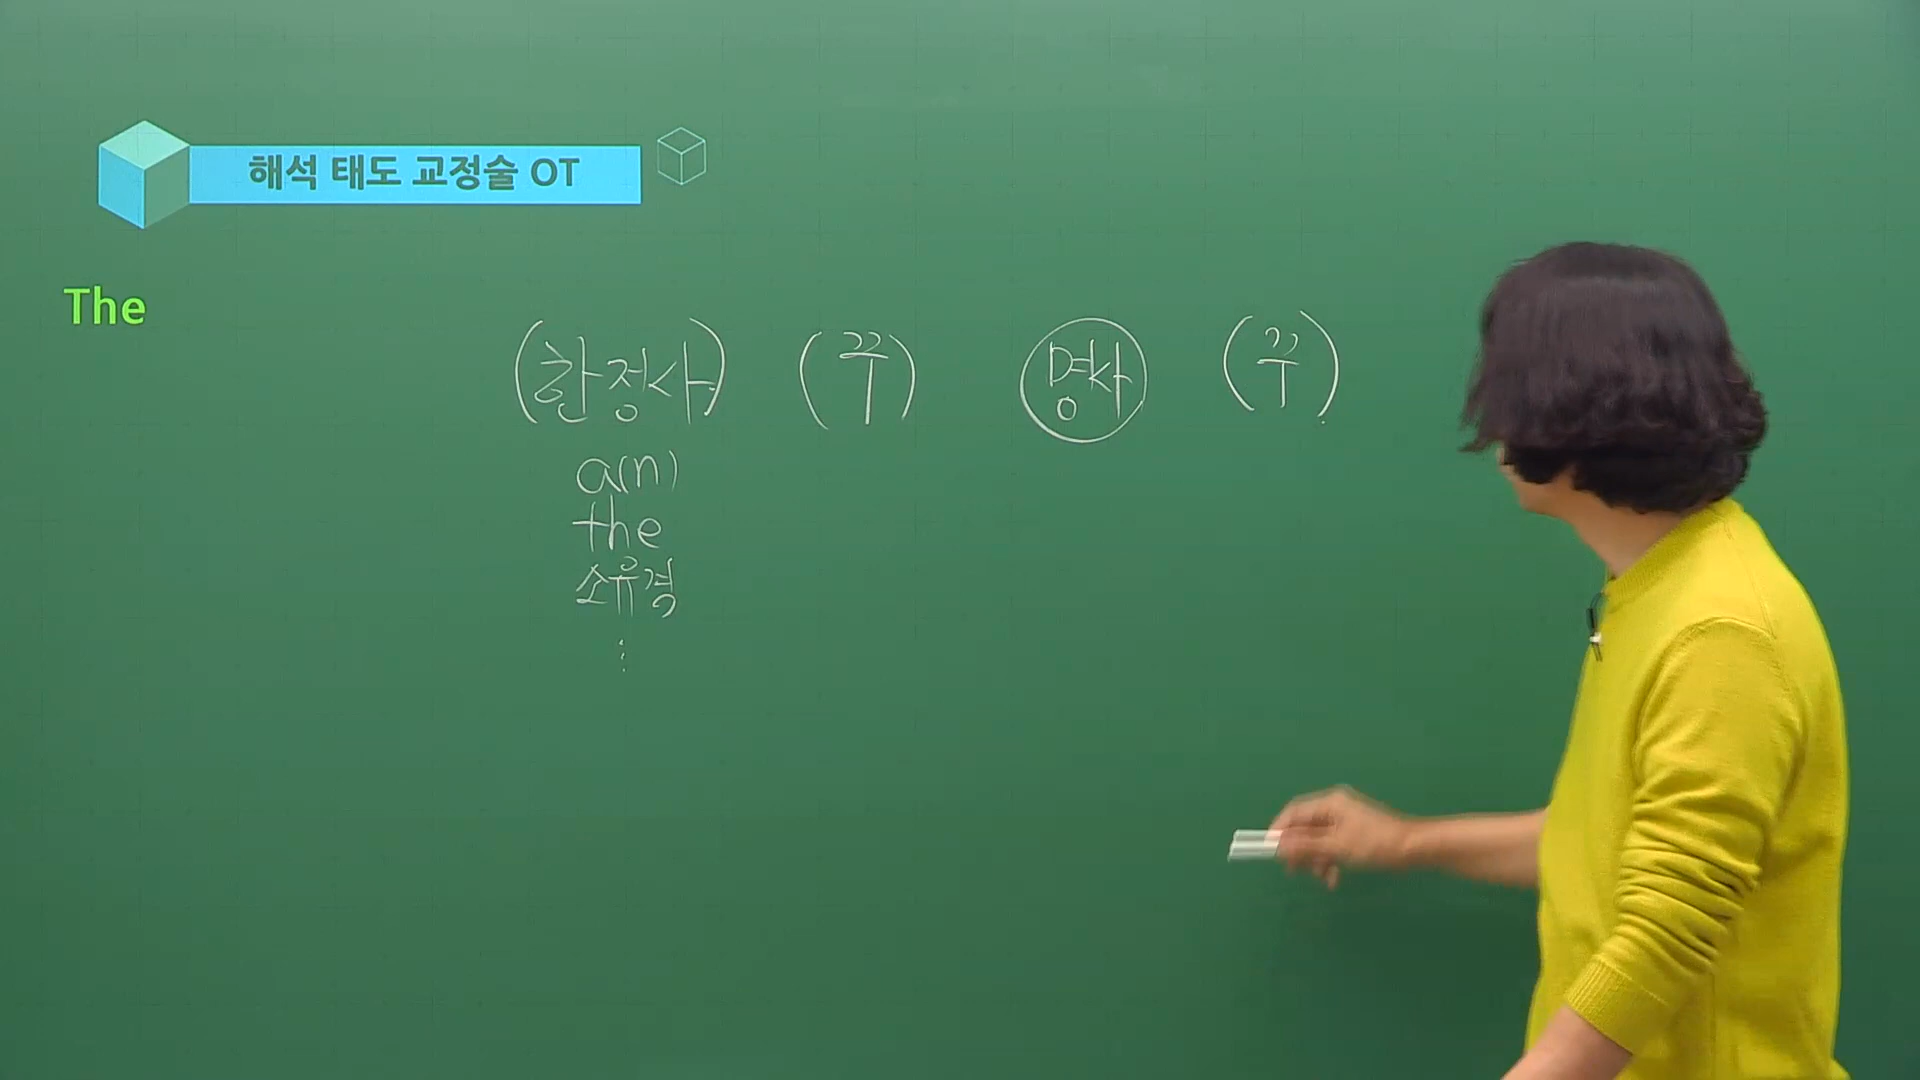 해석 태도 교정술 OT
The
(한정사) (꾸) (명사) (꾸)
a(n)
the
소유격
⋮